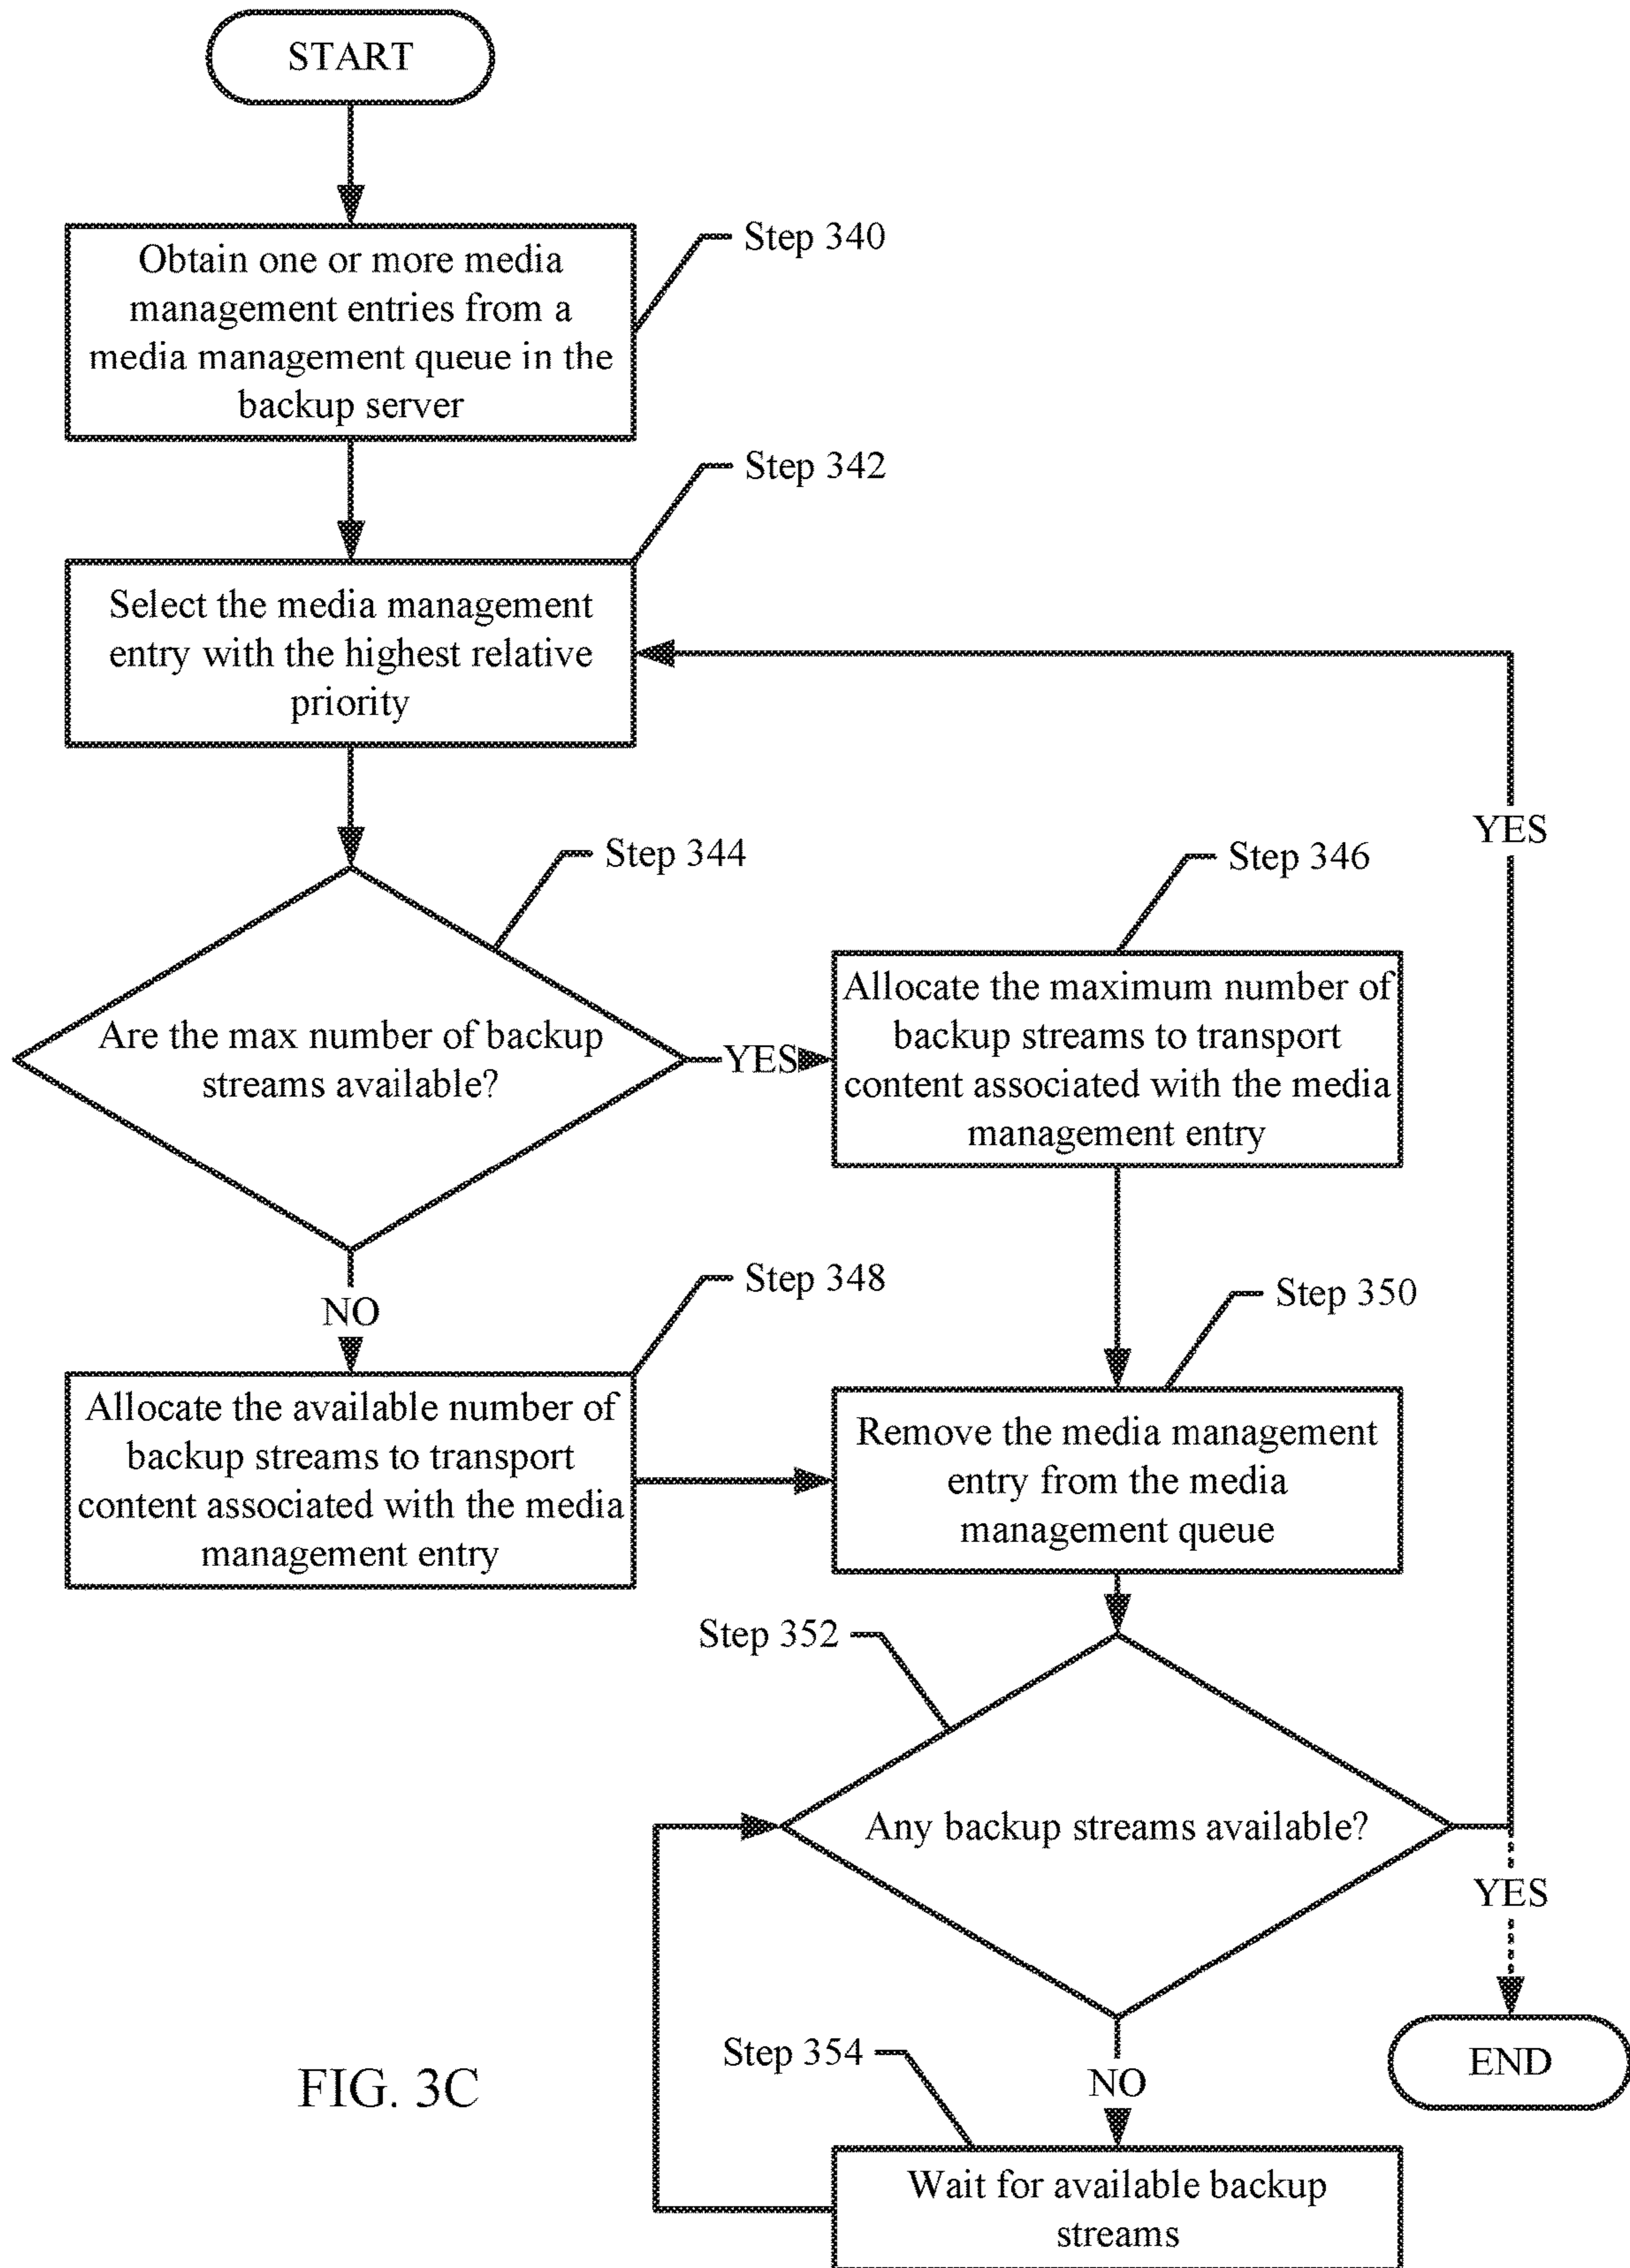 START
Step 340
Obtain one or more media
management entries from a
media management queue in the
backup server
Step 342
Select the media management
entry with the highest relative
priority
YES
Step 344
Step 346
Are the max number of backup
streams available?
YES
Allocate the maximum number of
backup streams to transport
content associated with the media
management entry
NO
Step 348
Step 350
Allocate the available number of
backup streams to transport
content associated with the media
management entry
Remove the media management
entry from the media
management queue
Step 352
Any backup streams available?
YES
END
Step 354
NO
FIG. 3C
Wait for available backup
streams